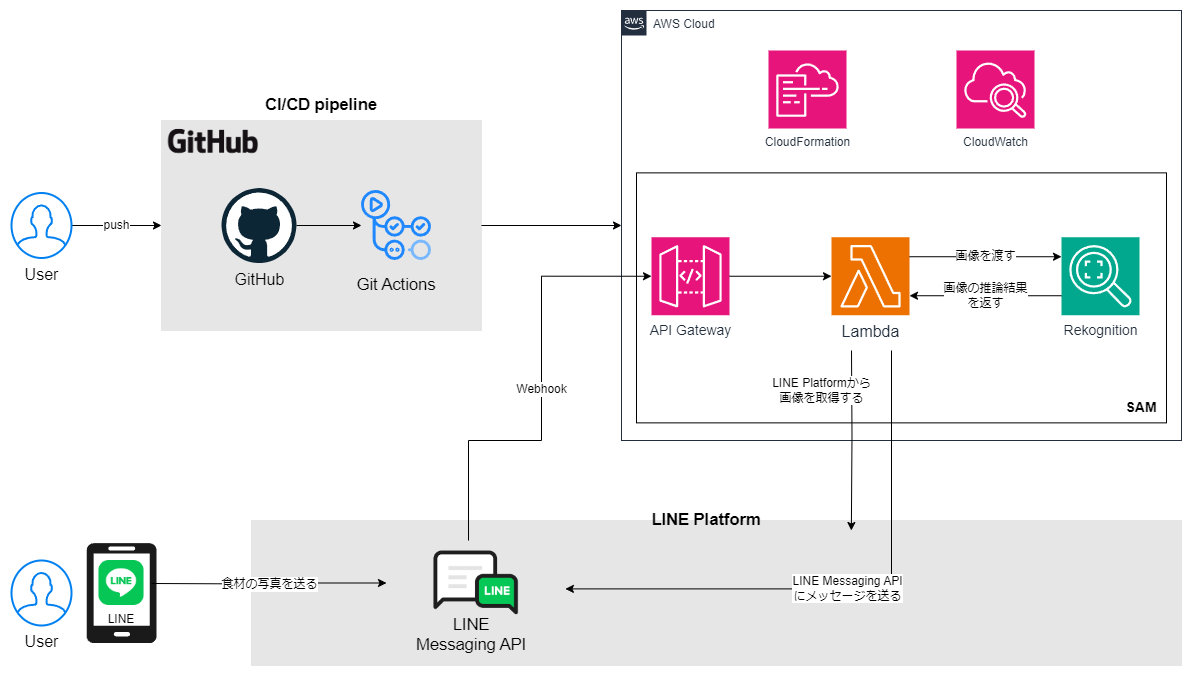 aws
AWS Cloud
CloudFormation
CloudWatch
CI/CD pipeline
GitHub
push
User
GitHub
Git Actions
API Gateway
Lambda
画像を渡す
画像の推論結果
を返す
Rekognition
LINE Platformから
画像を取得する
SAM
Webhook
LINE Platform
LINE
LINE
User
食材の写真を送る
LINE
LINE
Messaging API
LINE Messaging API
にメッセージを送る